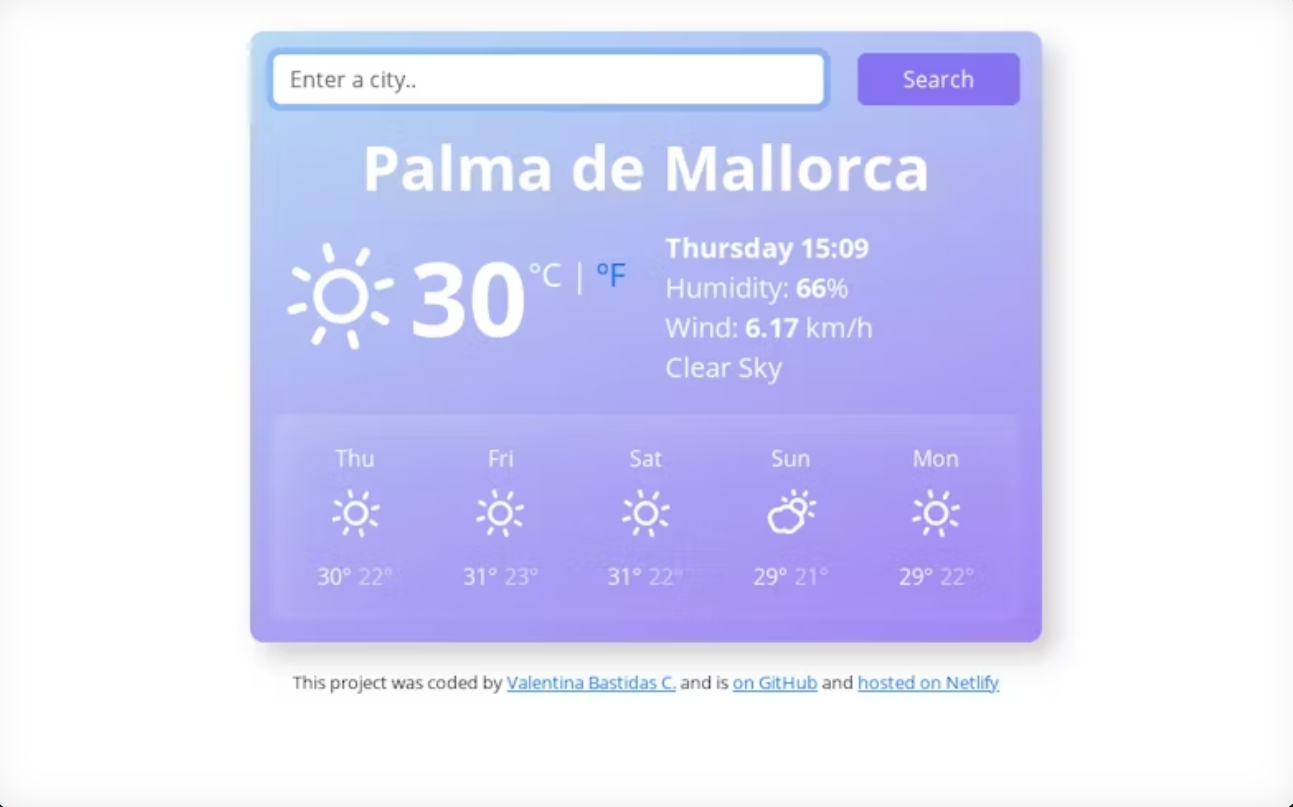 Enter a city..
Search
Palma de Mallorca
30 °C | °F
Thursday 15:09
Humidity: 66%
Wind: 6.17 km/h
Clear Sky
Thu Fri Sat Sun Mon
30° 22° 31° 23° 31° 22° 29° 21° 29° 22°
This project was coded by Valentina Bastidas C. and is on GitHub and hosted on Netlify